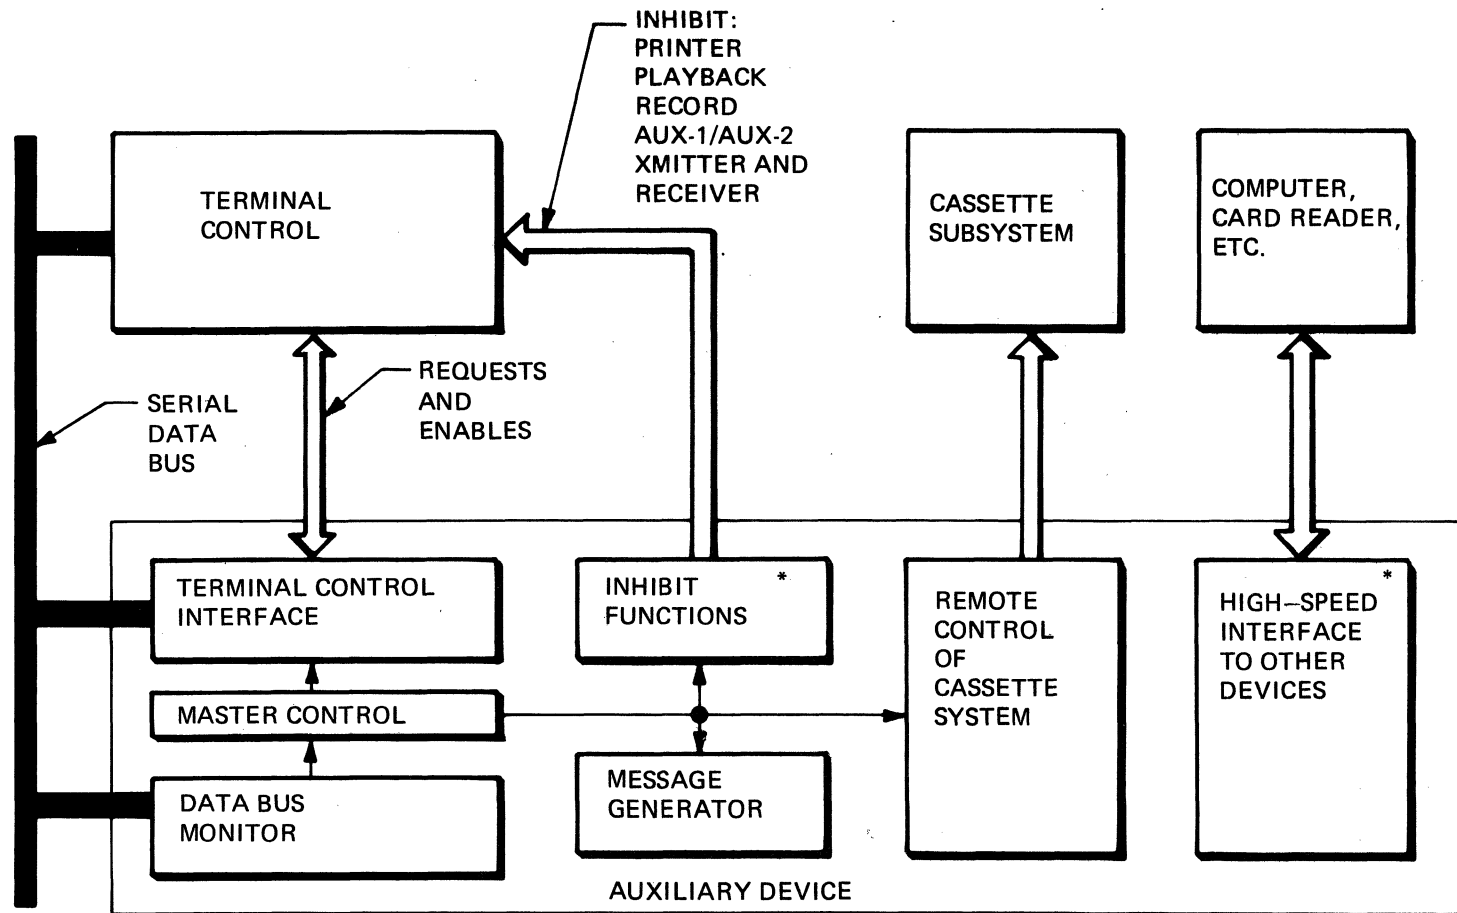 INHIBIT:
PRINTER
PLAYBACK
RECORD
AUX-1/AUX-2
XMITTER AND
RECEIVER
TERMINAL
CONTROL
CASSETTE
SUBSYSTEM
COMPUTER,
CARD READER,
ETC.
REQUESTS
AND
ENABLES
SERIAL
DATA
BUS
TERMINAL CONTROL
INTERFACE
INHIBIT *
FUNCTIONS
REMOTE
CONTROL
OF
CASSETTE
SYSTEM
*
HIGH–SPEED
INTERFACE
TO OTHER
DEVICES
MASTER CONTROL
MESSAGE
GENERATOR
DATA BUS
MONITOR
AUXILIARY DEVICE